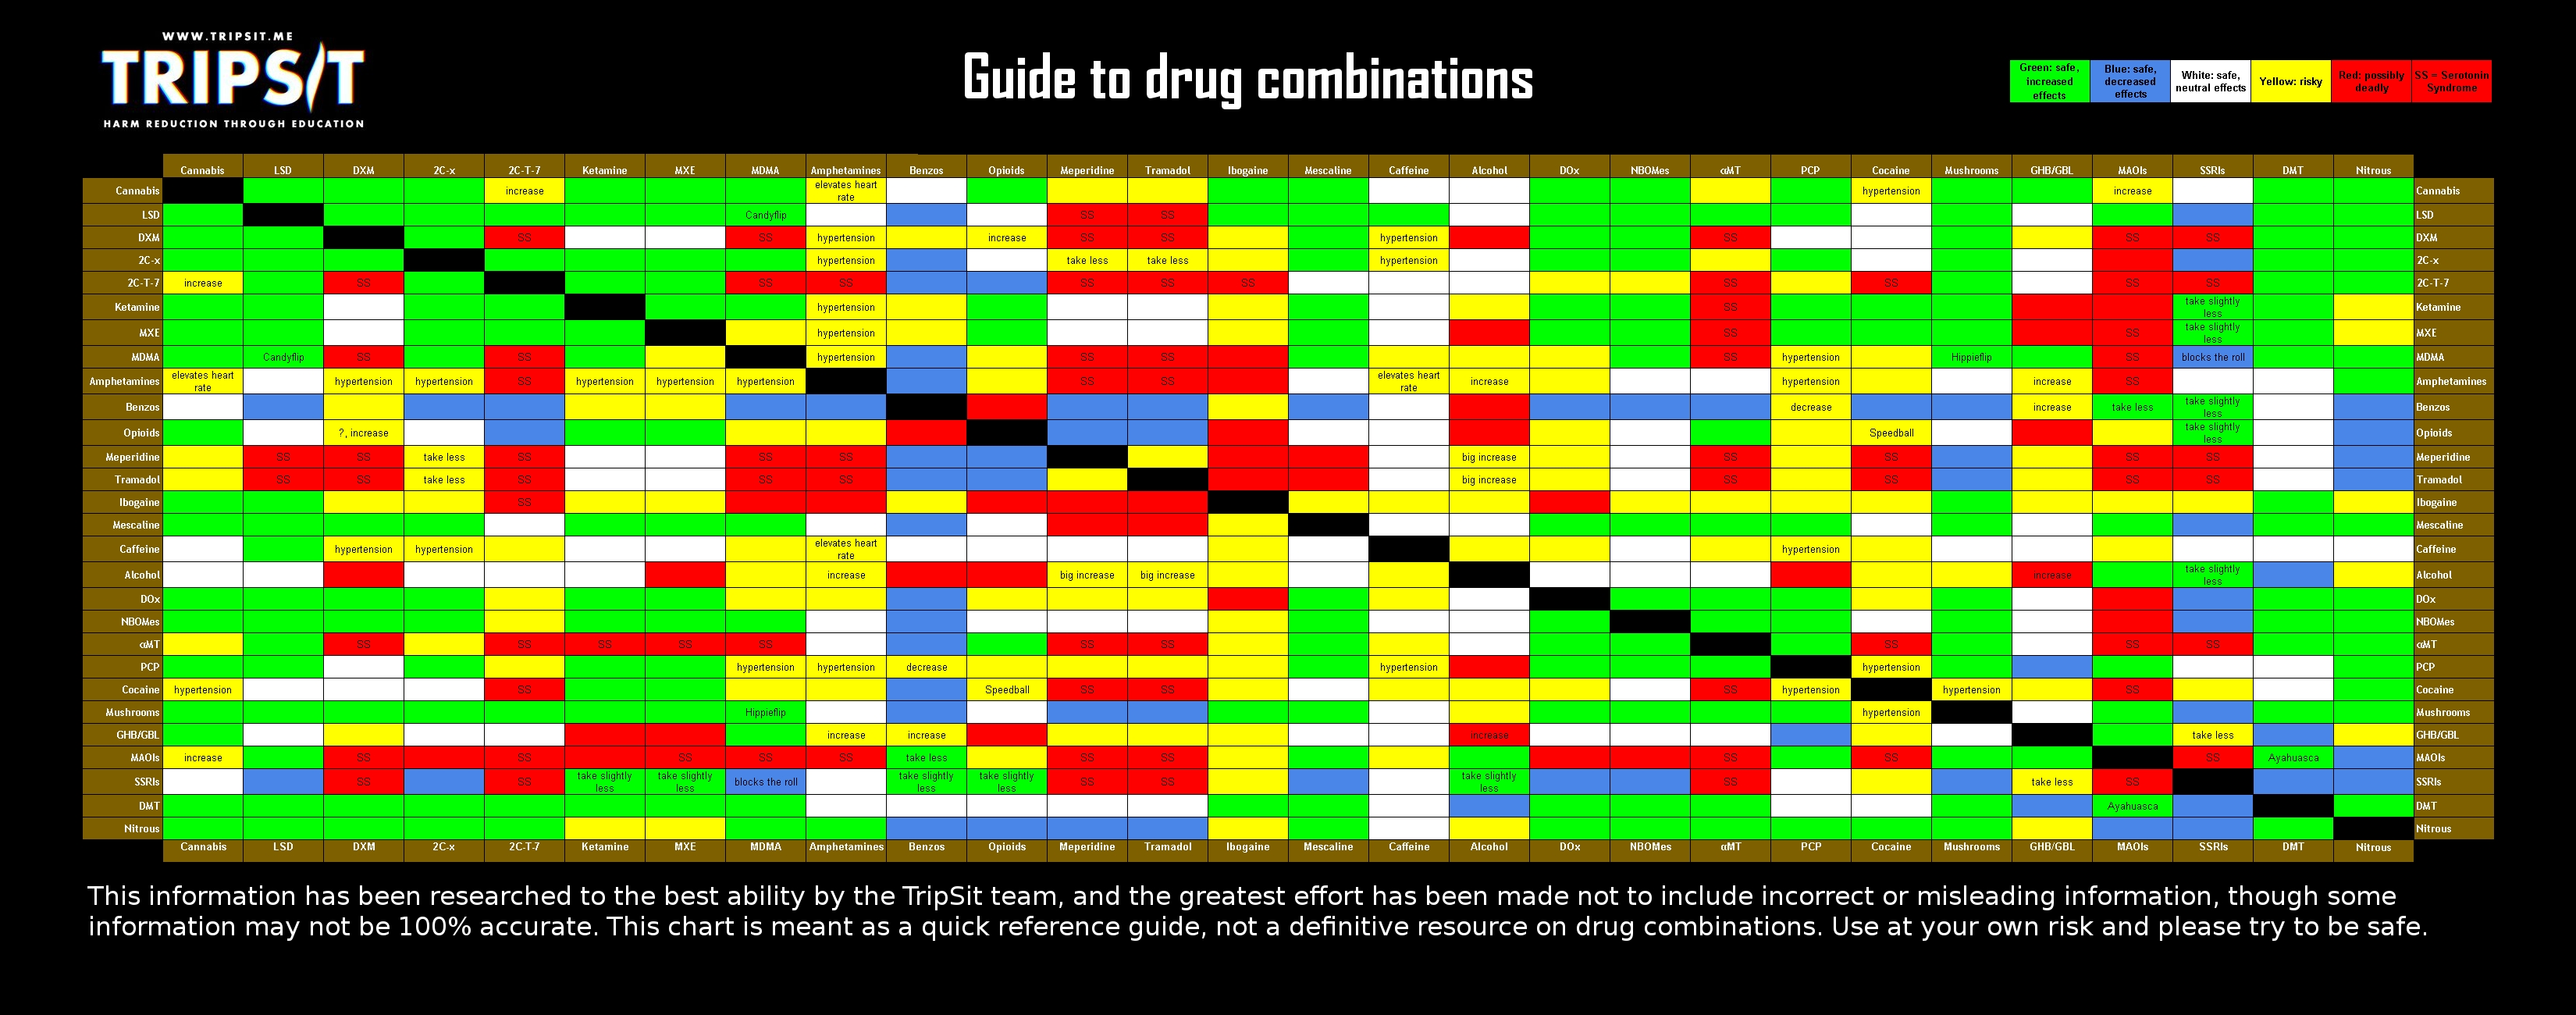 WWW.TRIPSIT.ME
TRIPSIT
HARM REDUCTION THROUGH EDUCATION
Guide to drug combinations
Green: safe, increased effects
Blue: safe, decreased effects
White: safe, neutral effects
Yellow: risky
Red: possibly deadly
SS = Serotonin Syndrome
Cannabis LSD DXM 2C-x 2C-T-7 Ketamine MXE MDMA Amphetamines Benzos Opioids Meperidine Tramadol Ibogaine Mescaline Caffeine Alcohol DOx NBOMes αMT PCP Cocaine Mushrooms GHB/GBL MAOIs SSRIs DMT Nitrous
Cannabis increase elevates heart rate hypertension increase Cannabis
LSD Candyflip SS SS LSD
DXM SS SS hypertension increase SS SS hypertension SS SS SS DXM
2C-x hypertension take less take less hypertension 2C-x
2C-T-7 increase SS SS SS SS SS SS SS SS SS SS 2C-T-7
Ketamine hypertension SS take slightly less Ketamine
MXE hypertension SS SS take slightly less MXE
MDMA Candyflip SS SS hypertension SS SS SS hypertension Hippieflip SS blocks the roll MDMA
Amphetamines elevates heart rate hypertension hypertension SS hypertension hypertension hypertension SS SS elevates heart rate increase hypertension increase SS Amphetamines
Benzos decrease increase take less take slightly less Benzos
Opioids ?, increase Speedball take slightly less Opioids
Meperidine SS SS take less SS SS SS big increase SS SS SS SS Meperidine
Tramadol SS SS take less SS SS SS big increase SS SS SS SS Tramadol
Ibogaine SS Ibogaine
Mescaline Mescaline
Caffeine hypertension hypertension elevates heart rate hypertension Caffeine
Alcohol increase big increase big increase increase take slightly less Alcohol
DOx DOx
NBOMes NBOMes
αMT SS SS SS SS SS SS SS SS SS SS αMT
PCP hypertension hypertension decrease hypertension hypertension PCP
Cocaine hypertension SS Speedball SS SS SS hypertension hypertension SS Cocaine
Mushrooms Hippieflip hypertension Mushrooms
GHB/GBL increase increase increase take less GHB/GBL
MAOIs increase SS SS SS SS SS take less SS SS SS SS SS Ayahuasca MAOIs
SSRIs SS SS take slightly less take slightly less blocks the roll take slightly less take slightly less SS SS take slightly less SS take less SS SSRIs
DMT Ayahuasca DMT
Nitrous Nitrous
Cannabis LSD DXM 2C-x 2C-T-7 Ketamine MXE MDMA Amphetamines Benzos Opioids Meperidine Tramadol Ibogaine Mescaline Caffeine Alcohol DOx NBOMes αMT PCP Cocaine Mushrooms GHB/GBL MAOIs SSRIs DMT Nitrous
This information has been researched to the best ability by the TripSit team, and the greatest effort has been made not to include incorrect or misleading information, though some
information may not be 100% accurate. This chart is meant as a quick reference guide, not a definitive resource on drug combinations. Use at your own risk and please try to be safe.